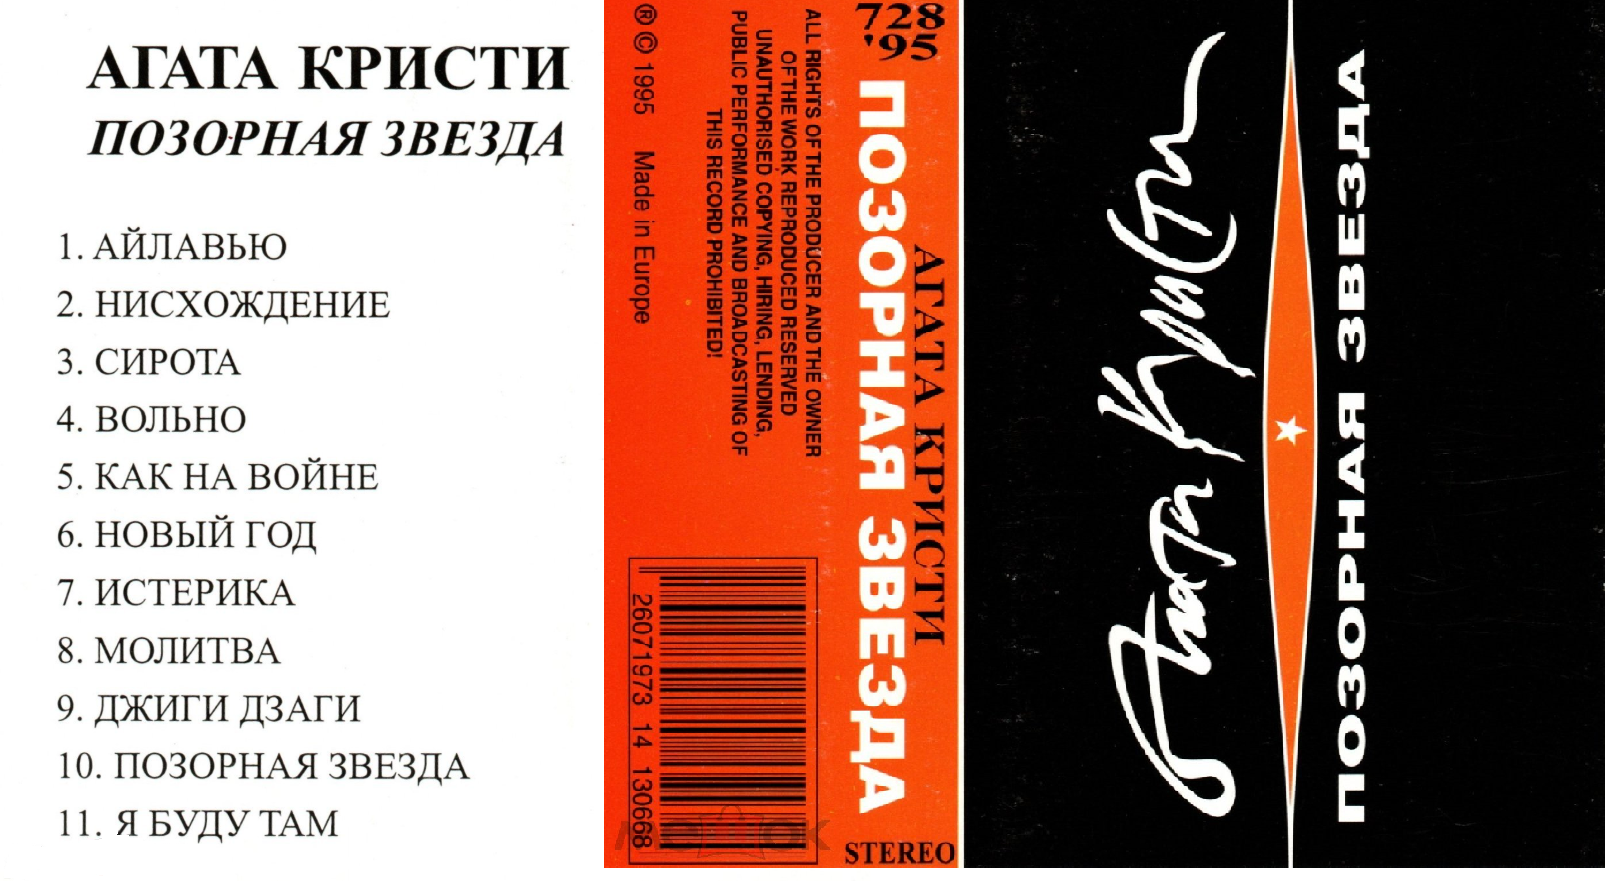 АГАТА КРИСТИ
ПОЗОРНАЯ ЗВЕЗДА
1. АЙЛАВЬЮ
2. НИСХОЖДЕНИЕ
3. СИРОТА
4. ВОЛЬНО
5. КАК НА ВОЙНЕ
6. НОВЫЙ ГОД
7. ИСТЕРИКА
8. МОЛИТВА
9. ДЖИГИ ДЗАГИ
10. ПОЗОРНАЯ ЗВЕЗДА
11. Я БУДУ ТАМ
728
'95
ALL RIGHTS OF THE PRODUCER AND THE OWNER
OF THE WORK REPRODUCED RESERVED
UNAUTHORISED COPYING, HIRING, LENDING,
PUBLIC PERFORMANCE AND BROADCASTING OF
THIS RECORD PROHIBITED!
® © 1995 Made in Europe
26071973 14 130668
мешок
АГАТА КРИСТИ
ПОЗОРНАЯ ЗВЕЗДА
STEREO
Агата Кристи
ПОЗОРНАЯ ЗВЕЗДА